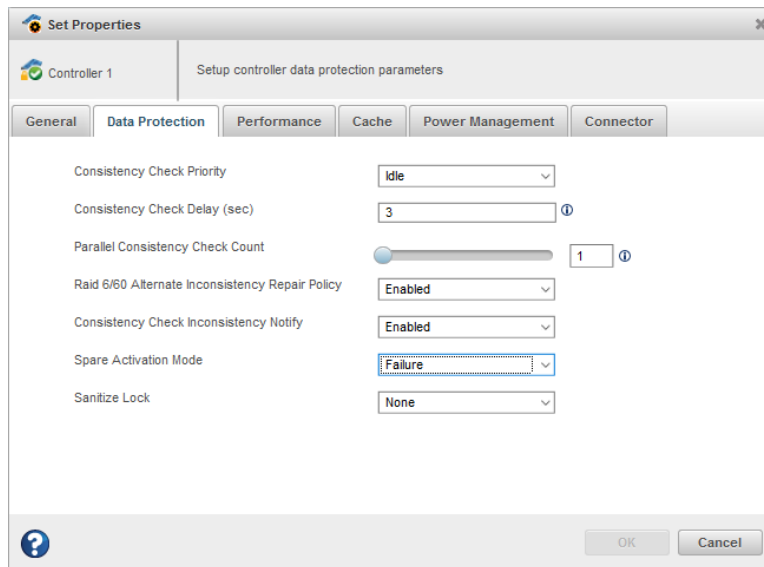 Set Properties
Controller 1
Setup controller data protection parameters
General Data Protection Performance Cache Power Management Connector
Consistency Check Priority Idle
Consistency Check Delay (sec) 3
Parallel Consistency Check Count 1
Raid 6/60 Alternate Inconsistency Repair Policy Enabled
Consistency Check Inconsistency Notify Enabled
Spare Activation Mode Failure
Sanitize Lock None
OK Cancel